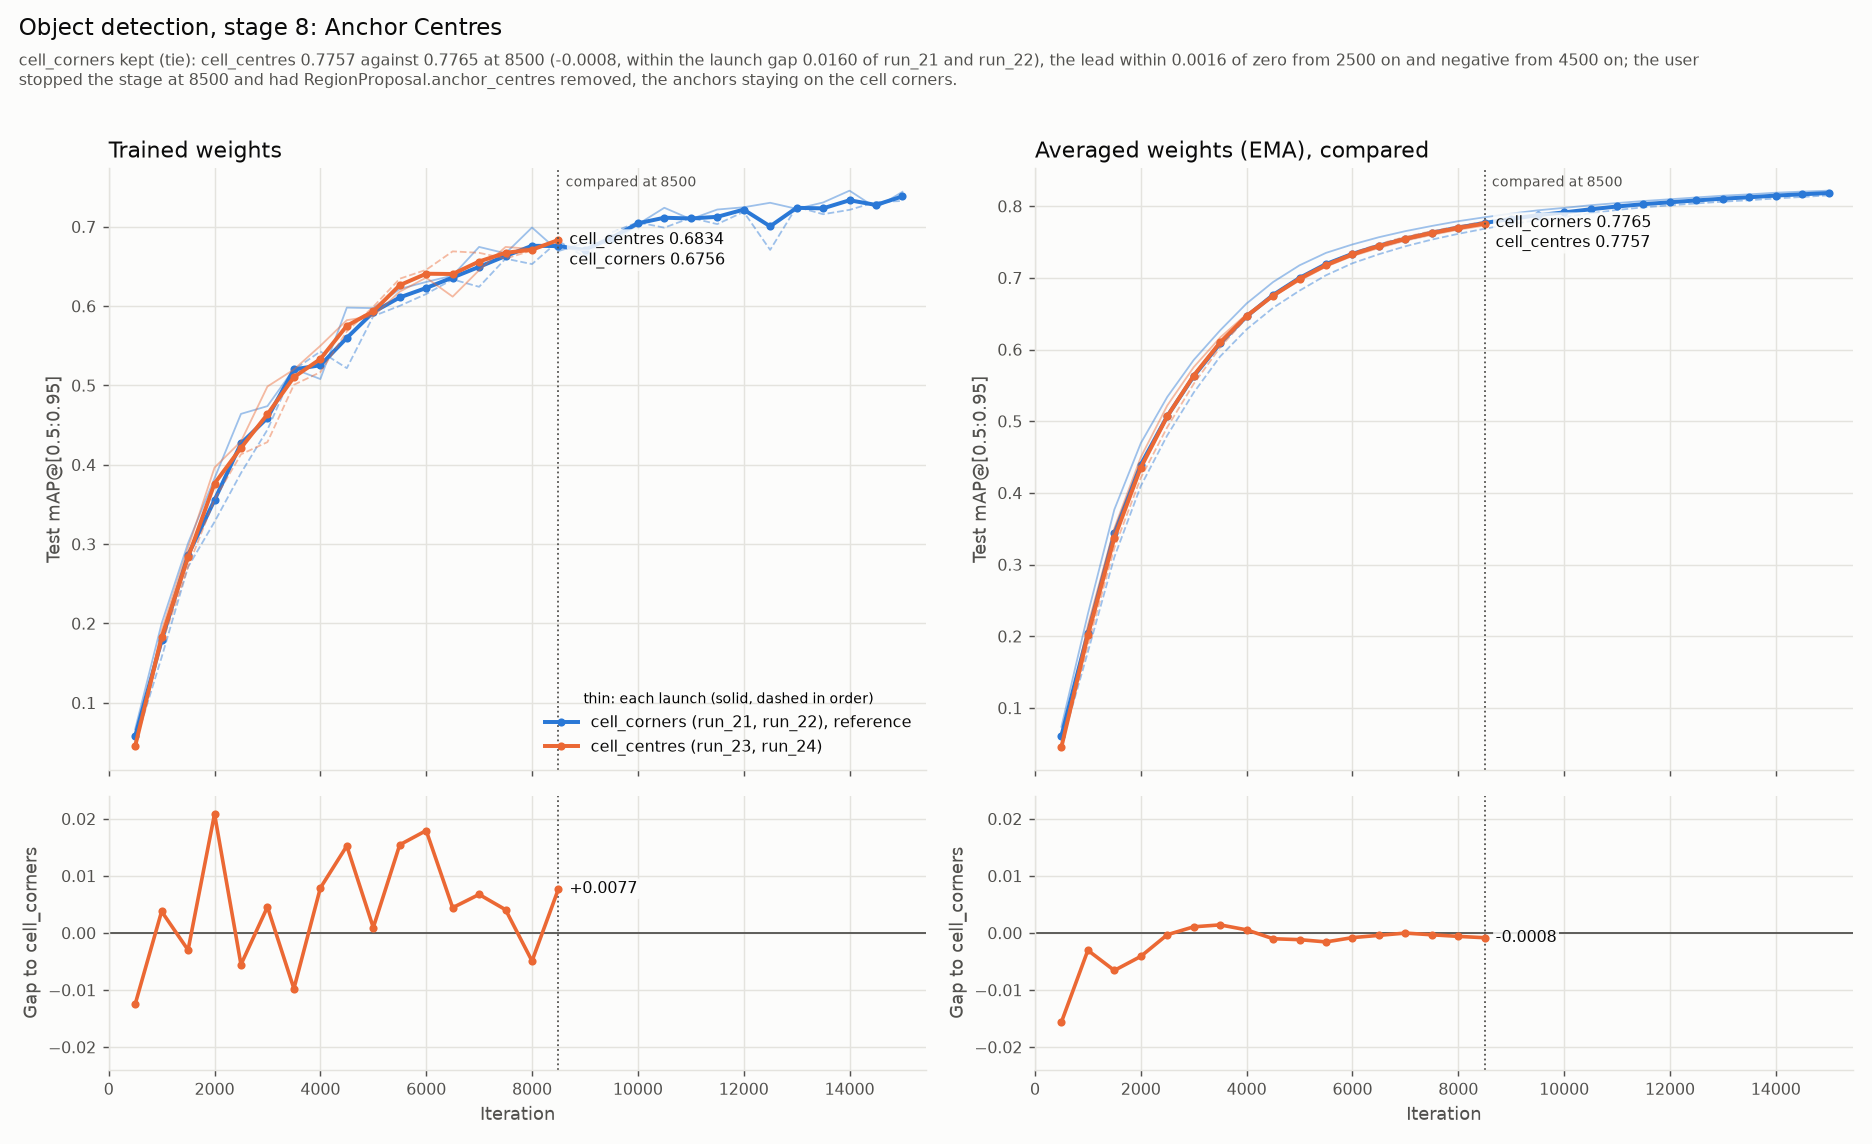 Object detection, stage 8: Anchor Centres
cell_corners kept (tie): cell_centres 0.7757 against 0.7765 at 8500 (-0.0008, within the launch gap 0.0160 of run_21 and run_22), the lead within 0.0016 of zero from 2500 on and negative from 4500 on; the user
stopped the stage at 8500 and had RegionProposal.anchor_centres removed, the anchors staying on the cell corners.
Trained weights
compared at 8500
cell_centres 0.6834
cell_corners 0.6756
0.7
0.6
0.5
0.4
0.3
0.2
0.1
Test mAP@[0.5:0.95]
thin: each launch (solid, dashed in order)
cell_corners (run_21, run_22), reference
cell_centres (run_23, run_24)
Averaged weights (EMA), compared
compared at 8500
cell_corners 0.7765
cell_centres 0.7757
0.8
0.7
0.6
0.5
0.4
0.3
0.2
0.1
Test mAP@[0.5:0.95]
0.02
0.01
0.00
−0.01
−0.02
Gap to cell_corners
+0.0077
0 2000 4000 6000 8000 10000 12000 14000
Iteration
0.02
0.01
0.00
−0.01
−0.02
Gap to cell_corners
-0.0008
0 2000 4000 6000 8000 10000 12000 14000
Iteration